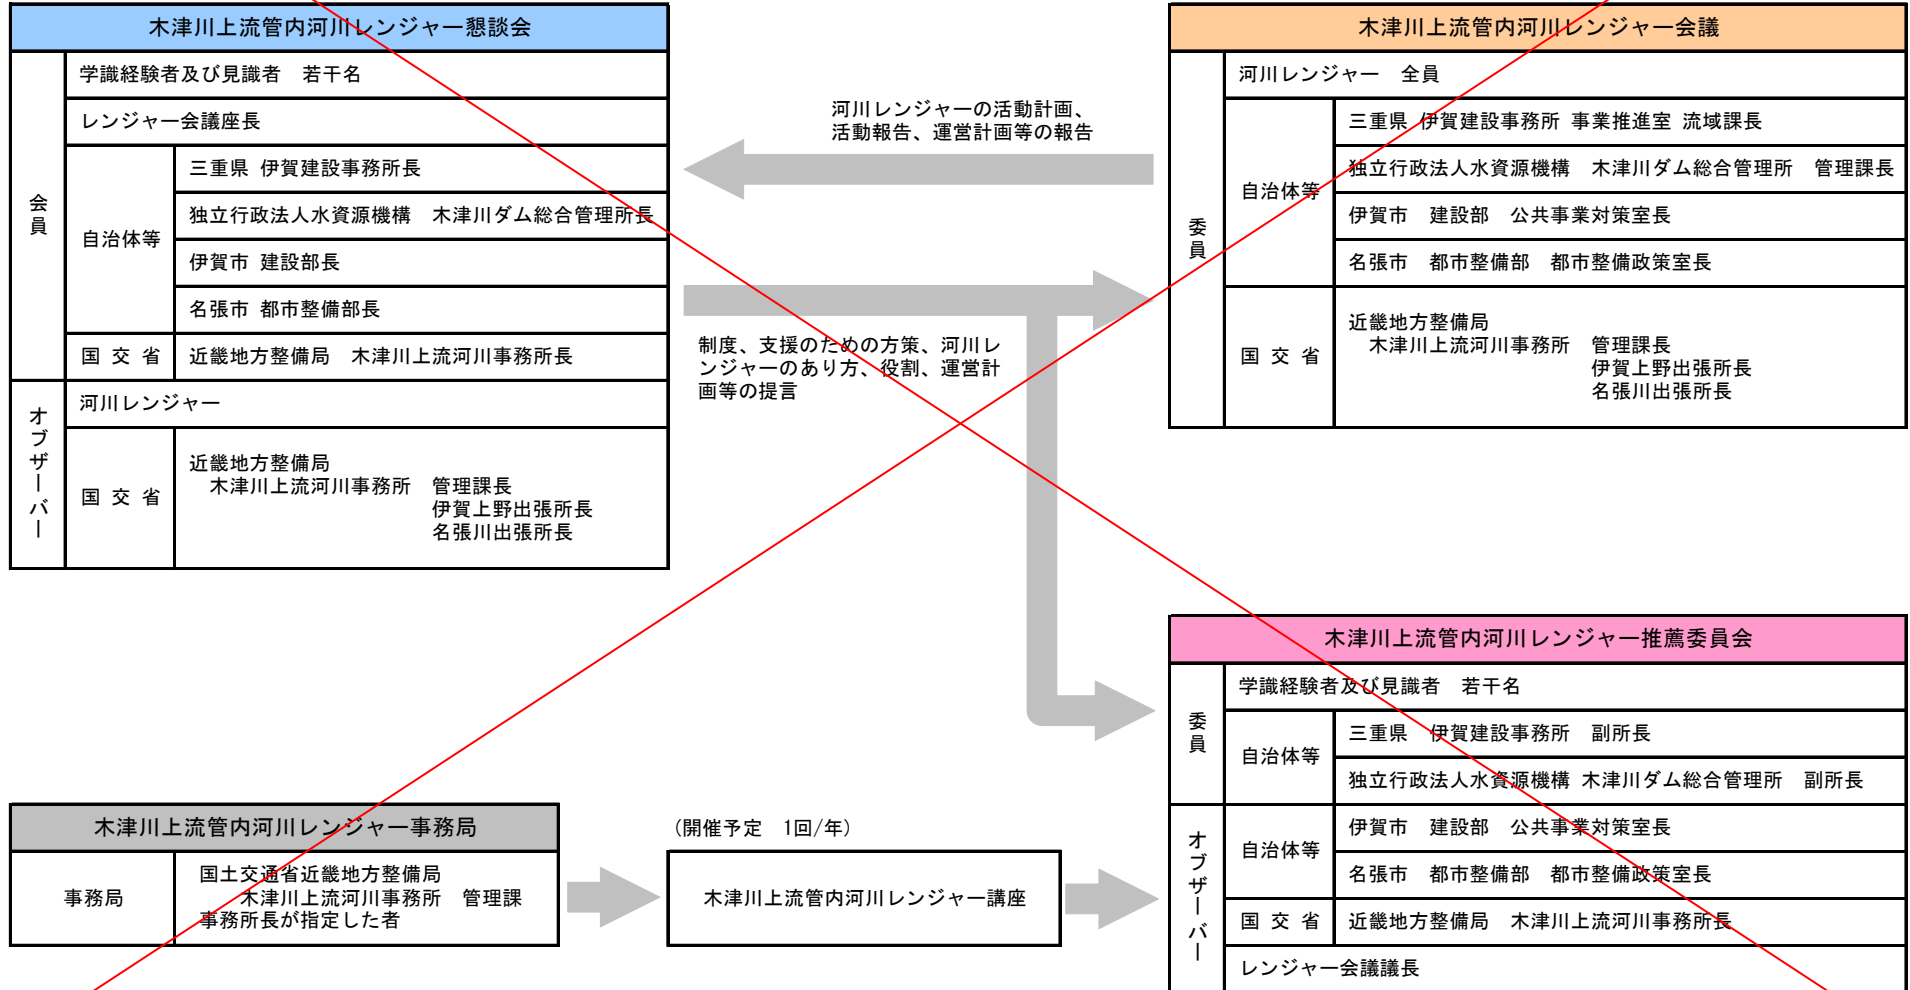 木津川上流管内河川レンジャー懇談会
会員
学識経験者及び見識者　若干名
レンジャー会議座長
自治体等
三重県 伊賀建設事務所長
独立行政法人水資源機構　木津川ダム総合管理所長
伊賀市 建設部長
名張市 都市整備部長
国 交 省
近畿地方整備局　木津川上流河川事務所長
オブザーバー
河川レンジャー
国 交 省
近畿地方整備局
木津川上流河川事務所　管理課長
伊賀上野出張所長
名張川出張所長
河川レンジャーの活動計画、
活動報告、運営計画等の報告
制度、支援のための方策、河川レ
ンジャーのあり方、役割、運営計
画等の提言
木津川上流管内河川レンジャー会議
委員
河川レンジャー　全員
自治体等
三重県 伊賀建設事務所 事業推進室 流域課長
独立行政法人水資源機構　木津川ダム総合管理所　管理課長
伊賀市　建設部　公共事業対策室長
名張市　都市整備部　都市整備政策室長
国 交 省
近畿地方整備局
木津川上流河川事務所　管理課長
伊賀上野出張所長
名張川出張所長
木津川上流管内河川レンジャー推薦委員会
委員
学識経験者及び見識者　若干名
自治体等
三重県　伊賀建設事務所　副所長
独立行政法人水資源機構 木津川ダム総合管理所　副所長
オブザーバー
自治体等
伊賀市　建設部　公共事業対策室長
名張市　都市整備部　都市整備政策室長
国 交 省
近畿地方整備局　木津川上流河川事務所長
レンジャー会議議長
木津川上流管内河川レンジャー事務局
事務局
国土交通省近畿地方整備局
木津川上流河川事務所　管理課
事務所長が指定した者
(開催予定　1回/年)
木津川上流管内河川レンジャー講座